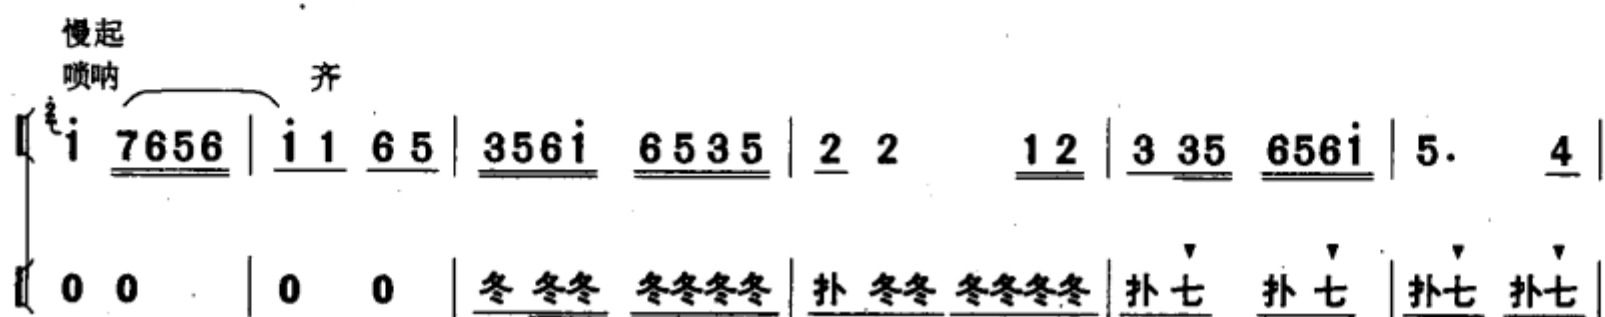 慢起
唢呐 齐
i 7656 | i 1 6 5 | 356i 6535 | 2 2 12 | 3 35 656i | 5. 4 |
0 0 | 0 0 | 冬 冬冬 冬冬冬冬 | 扑 冬冬 冬冬冬冬 | 扑 七 扑 七 | 扑七 扑七 |